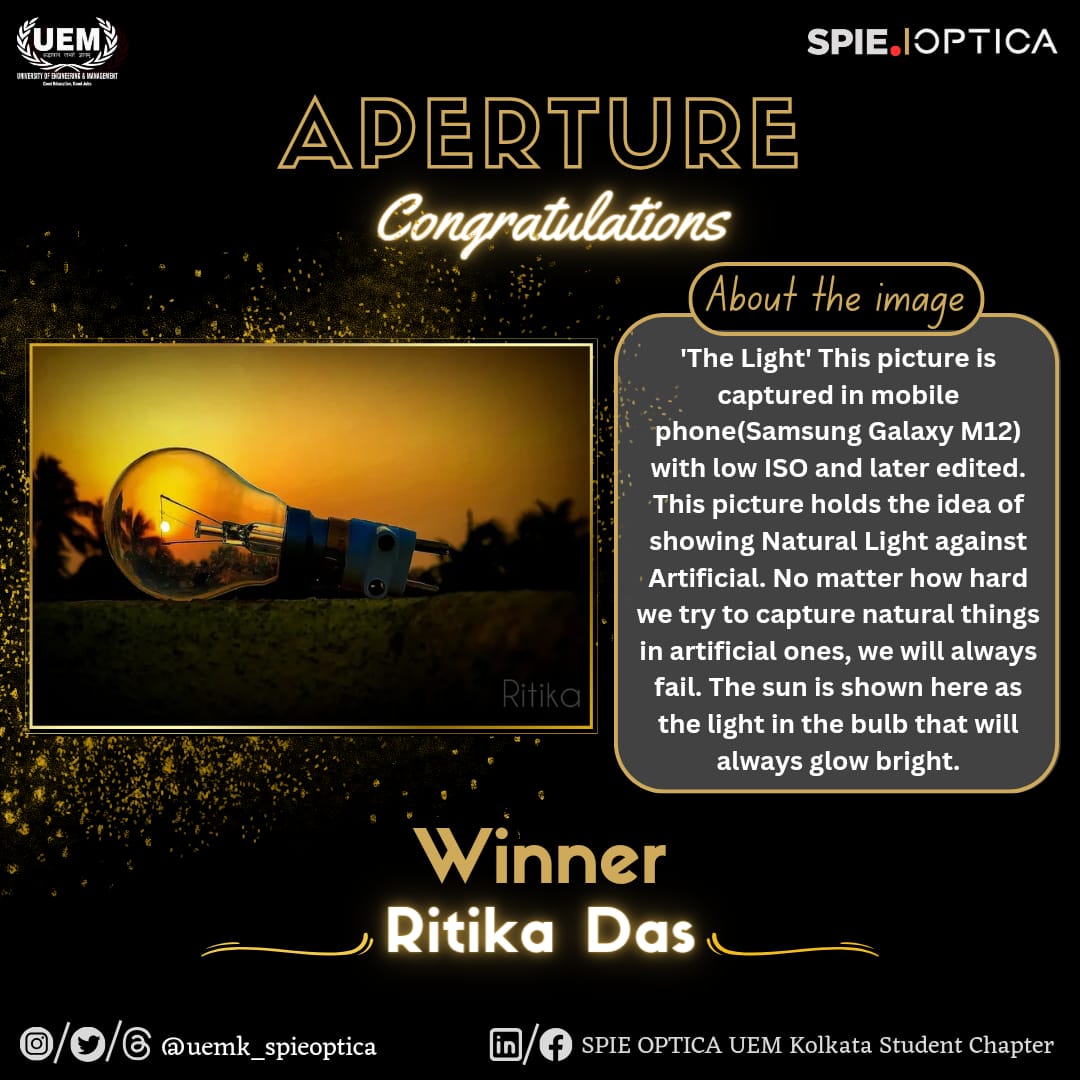 UEM
UNIVERSITY OF ENGINEERING & MANAGEMENT
Good Education, Good Jobs
SPIE. OPTICA
APERTURE
Congratulations
About the image
'The Light' This picture is
captured in mobile
phone(Samsung Galaxy M12)
with low ISO and later edited.
This picture holds the idea of
showing Natural Light against
Artificial. No matter how hard
we try to capture natural things
in artificial ones, we will always
fail. The sun is shown here as
the light in the bulb that will
always glow bright.
Ritika
Winner
Ritika Das
@uemk_spieoptica
SPIE OPTICA UEM Kolkata Student Chapter